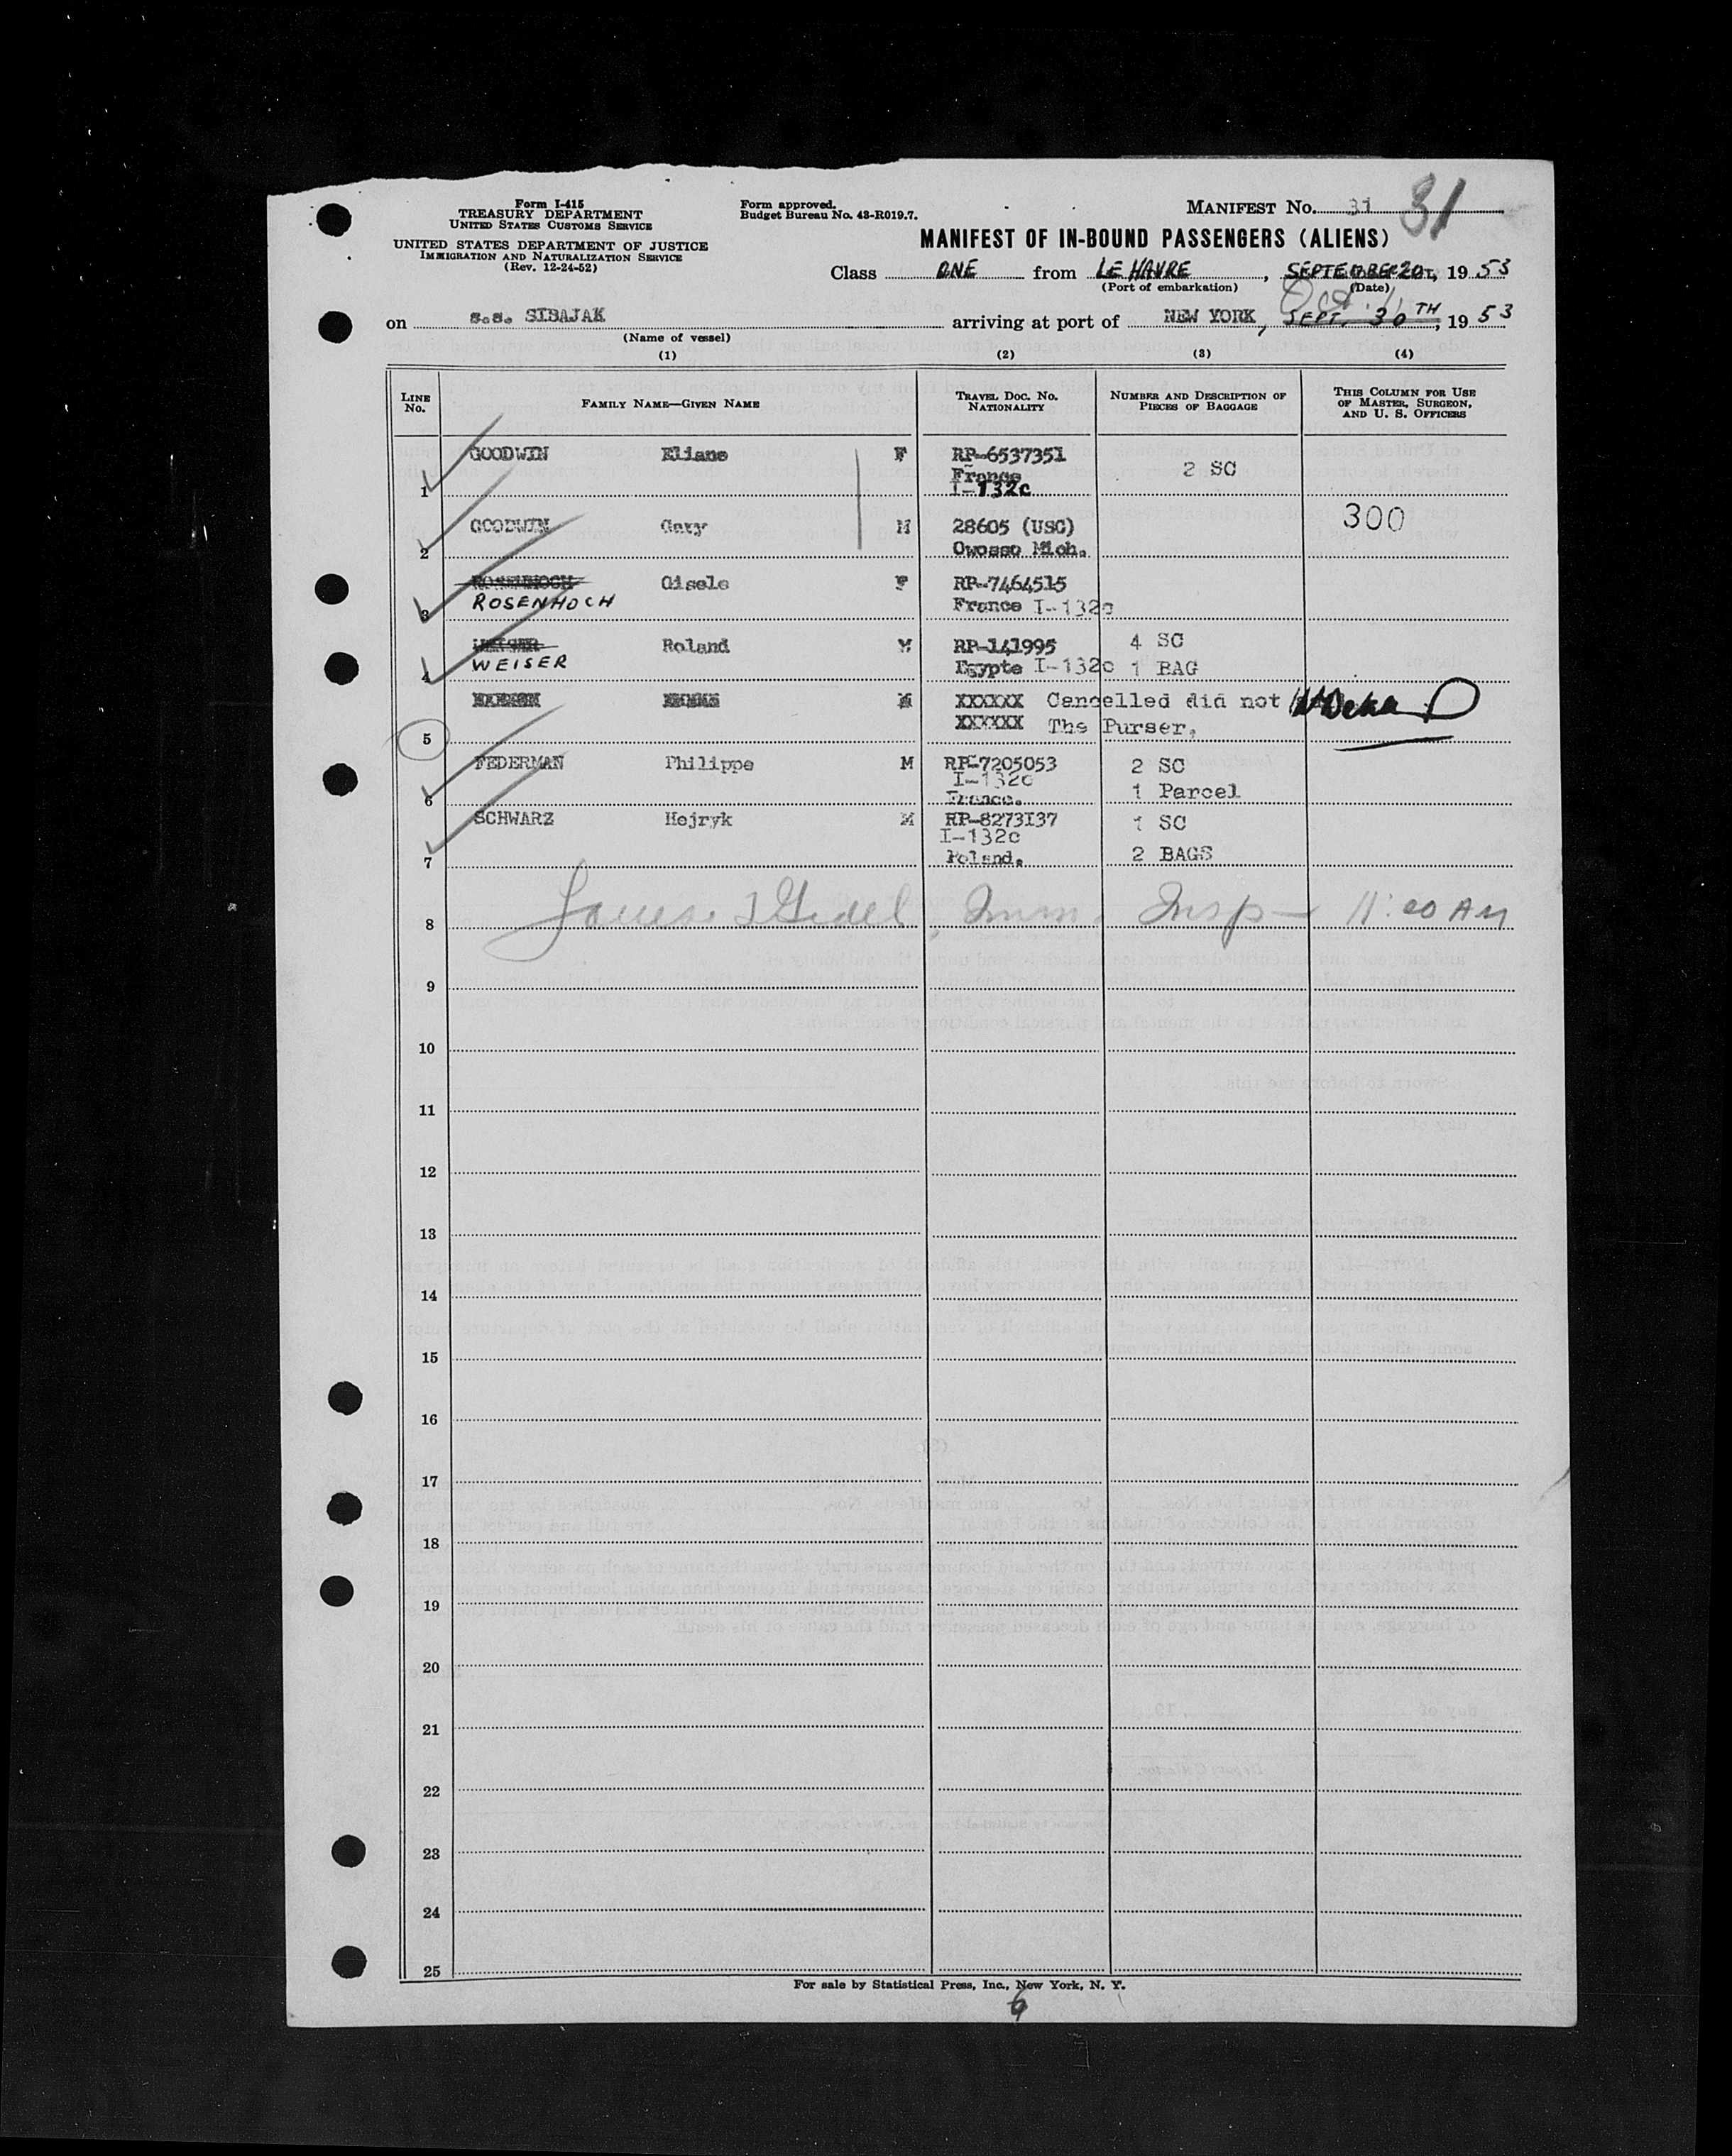 Form I-415
TREASURY DEPARTMENT
UNITED STATES CUSTOMS SERVICE
UNITED STATES DEPARTMENT OF JUSTICE
IMMIGRATION AND NATURALIZATION SERVICE
(Rev. 12-24-52)
Form approved.
Budget Bureau No. 43-R019.7.
MANIFEST NO. 31 31
MANIFEST OF IN-BOUND PASSENGERS (ALIENS)
Class ONE from LE HAVRE, SEPTEMBER 20T, 19 53
(Port of embarkation) (Date)
Oct. 1
on s.s. SIBAJAK arriving at port of NEW YORK, SEPT. 30TH, 19 53
(Name of vessel)
(1) (2) (3) (4)
LINE NO. FAMILY NAME—GIVEN NAME TRAVEL DOC. NO. NATIONALITY NUMBER AND DESCRIPTION OF PIECES OF BAGGAGE THIS COLUMN FOR USE OF MASTER, SURGEON, AND U. S. OFFICERS
GOODWIN Eliane F RP-6537351
France 2 SC
1 I-132c
GOODWIN Gary M 28605 (USC) 300
2 Owosso Mich.
ROSENHOCH Gisele F RP-7464515
3 ROSENHOCH France I-132c
Roland M RP-141995 4 SC
4 WEISER Egypte I-132c 1 BAG
XXXXXX Cancelled did not
XXXXXX The Purser.
5
FEDERMAN Philippe M RP-7205053 2 SC
I-132c
6 France. 1 Parcel
SCHWARZ Hejryk M RP-8273137 1 SC
I-132c
7 Poland. 2 BAGS
8 Imm. Insp 11:00 AM
9
10
11
12
13
14
15
16
17
18
19
20
21
22
23
24
25
For sale by Statistical Press, Inc., New York, N. Y.
6